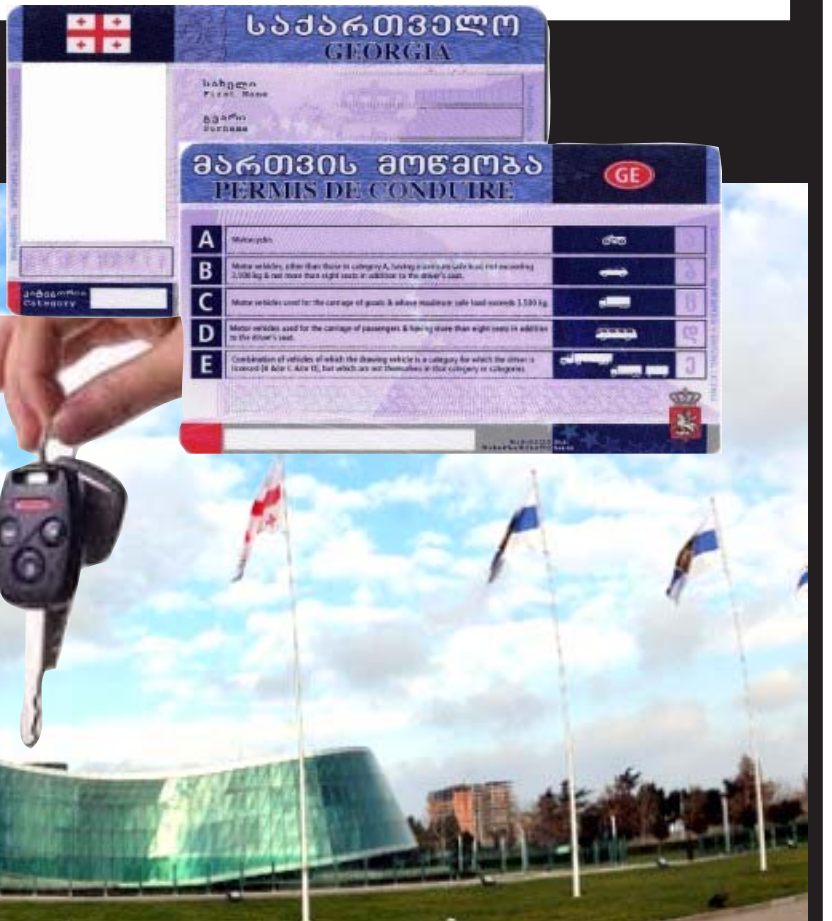 საქართველო
GEORGIA
სახელი
First Name
გვარი
Surname
კატეგორია
Category
მართვის მოწმობა
PERMIS DE CONDUIRE
GE
A
Motorcycles
B
Motor vehicles, other than those in category A, having maximum safe load not exceeding
3,500 kg & not more than eight seats in addition to the driver's seat.
C
Motor vehicles used for the carriage of goods & whose maximum safe load exceeds 3,500 kg.
D
Motor vehicles used for the carriage of passengers & having more than eight seats in addition
to the driver's seat.
E
Combination of vehicles of which the drawing vehicle is a category for which the driver is
licensed (B &/or C &/or D), but which are not themselves in that category or categories.